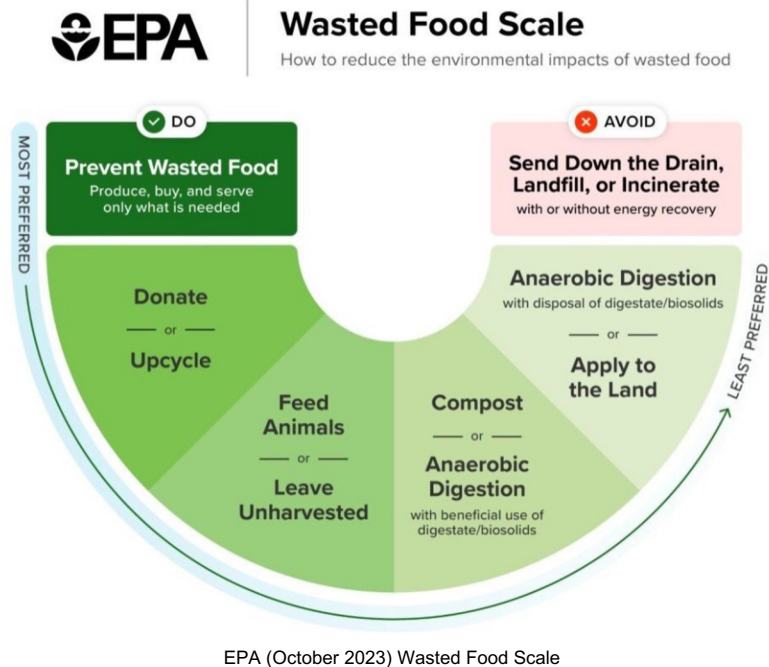 EPA
Wasted Food Scale
How to reduce the environmental impacts of wasted food
DO
Prevent Wasted Food
Produce, buy, and serve
only what is needed
AVOID
Send Down the Drain,
Landfill, or Incinerate
with or without energy recovery
MOST PREFERRED
Donate
or
Upcycle
Feed
Animals
or
Leave
Unharvested
Compost
or
Anaerobic
Digestion
with beneficial use of
digestate/biosolids
Anaerobic Digestion
with disposal of digestate/biosolids
or
Apply to
the Land
LEAST PREFERRED
EPA (October 2023) Wasted Food Scale